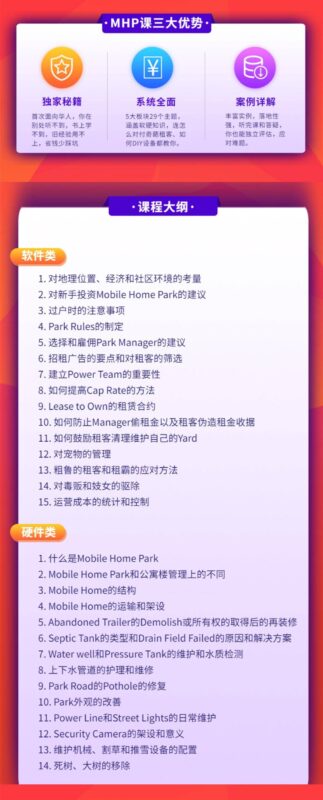 ·MHP课三大优势·
独家秘籍
首次面向华人，你在
到处听不到，书上学
不到，旧经验用不
上，省钱少踩坑
系统全面
5大板块29个主题，
涵盖软硬知识，连怎
么对付奇葩租客、如
何DIY设备都教你。
案例详解
丰富实例，落地性
强，听完课和答疑，
你也能独立评估，应
对难题。
·课程大纲·
软件类
1. 对地理位置、经济和社区环境的考量
2. 对新手投资Mobile Home Park的建议
3. 过户时的注意事项
4. Park Rules的制定
5. 选择和雇佣Park Manager的建议
6. 招租广告的要点和对租客的筛选
7. 建立Power Team的重要性
8. 如何提高Cap Rate的方法
9. Lease to Own的租赁合约
10. 如何防止Manager偷租金以及租客伪造租金收据
11. 如何鼓励租客清理维护自己的Yard
12. 对宠物的管理
13. 粗鲁的租客和租霸的应对方法
14. 对毒贩和妓女的驱除
15. 运营成本的统计和控制
硬件类
1. 什么是Mobile Home Park
2. Mobile Home Park和公寓楼管理上的不同
3. Mobile Home的结构
4. Mobile Home的运输和架设
5. Abandoned Trailer的Demolish或所有权的取得后的再装修
6. Septic Tank的类型和Drain Field Failed的原因和解决方案
7. Water well和Pressure Tank的维护和水质检测
8. 上下水管道的护理和维修
9. Park Road的Pothole的修复
10. Park外观的改善
11. Power Line和Street Lights的日常维护
12. Security Camera的架设和意义
13. 维护机械、割草和推雪设备的配置
14. 死树、大树的移除